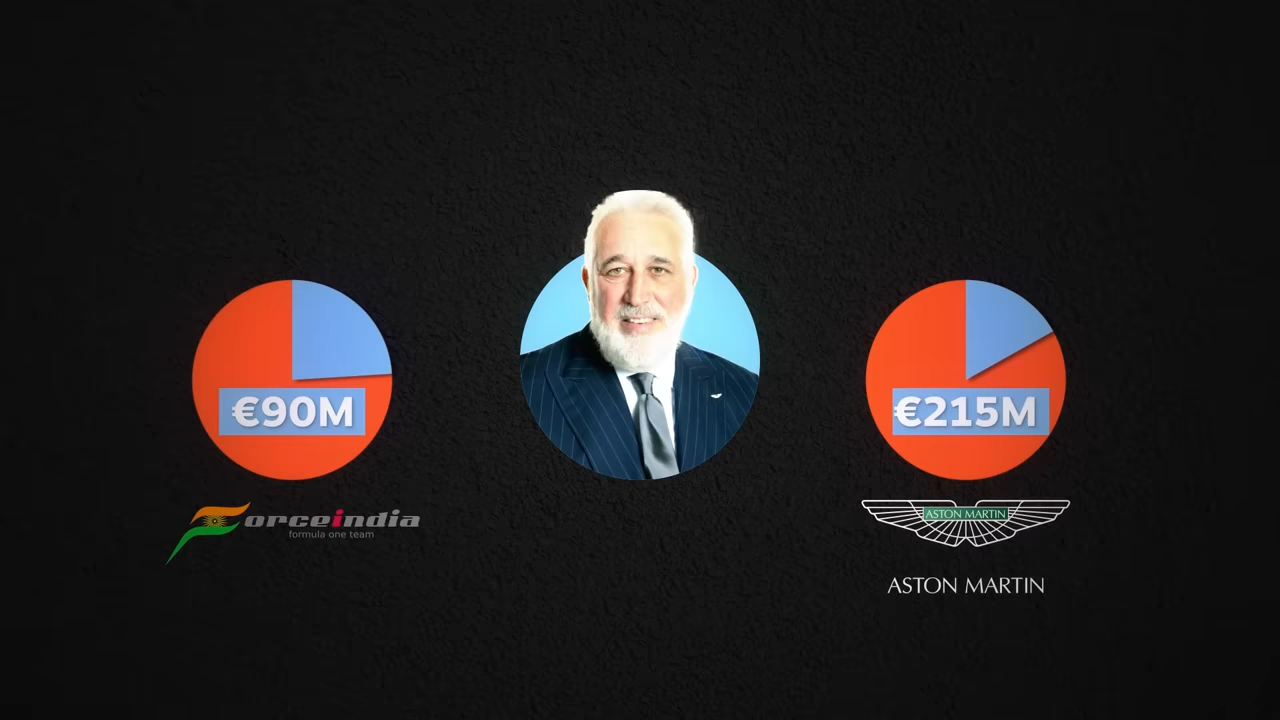 €90M
€215M
Forceindia
formula one team
ASTON MARTIN
ASTON MARTIN